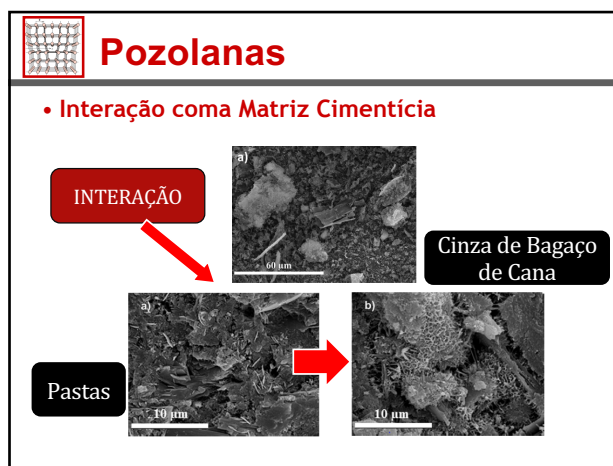 Pozolanas
• Interação coma Matriz Cimentícia
INTERAÇÃO
a)
60 µm
Cinza de Bagaço
de Cana
a)
10 µm
b)
10 µm
Pastas